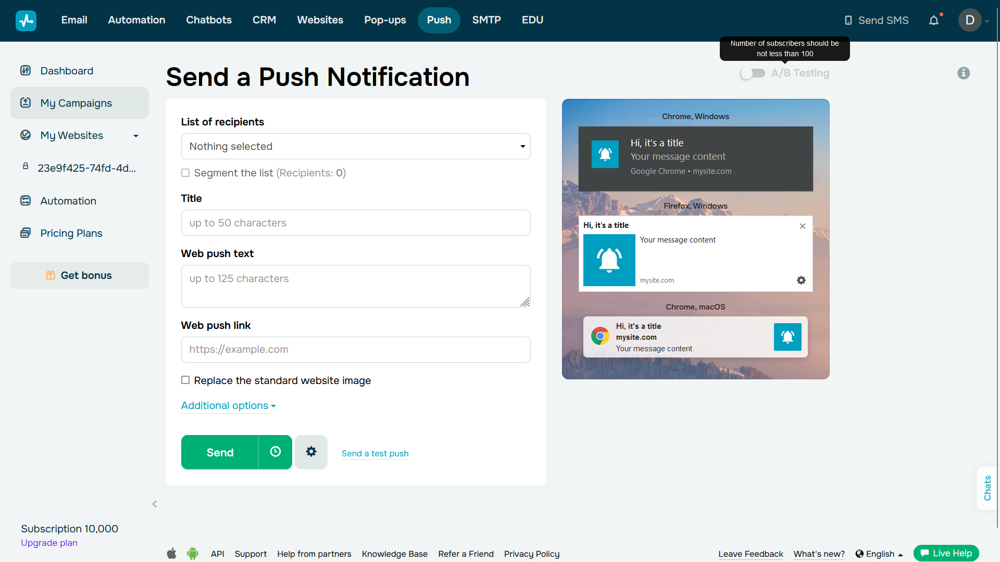 Email
Automation
Chatbots
CRM
Websites
Pop-ups
Push
SMTP
EDU
Send SMS
D
Number of subscribers should be
not less than 100
Dashboard
My Campaigns
My Websites
23e9f425-74fd-4d...
Automation
Pricing Plans
Get bonus
Subscription 10,000
Upgrade plan
Send a Push Notification
A/B Testing
List of recipients
Nothing selected
Segment the list (Recipients: 0)
Title
up to 50 characters
Web push text
up to 125 characters
Web push link
https://example.com
Replace the standard website image
Additional options
Send
Send a test push
Chrome, Windows
Hi, it's a title
Your message content
Google Chrome • mysite.com
Firefox, Windows
Hi, it's a title
Your message content
mysite.com
Chrome, macOS
Hi, it's a title
mysite.com
Your message content
Chats
API
Support
Help from partners
Knowledge Base
Refer a Friend
Privacy Policy
Leave Feedback
What's new?
English
Live Help